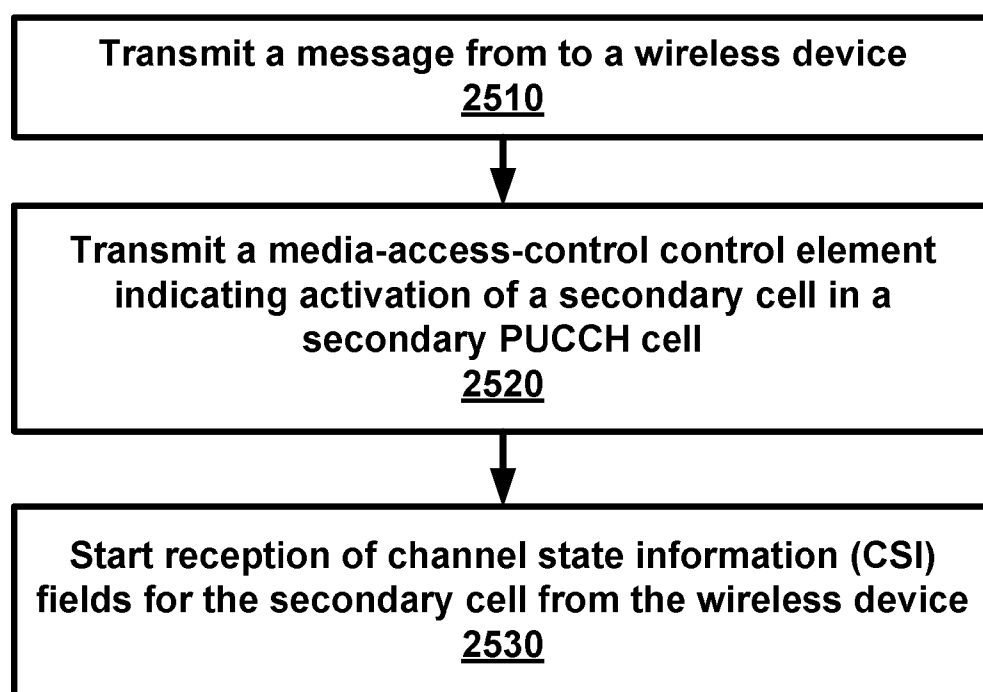 Transmit a message from to a wireless device
2510
Transmit a media-access-control control element
indicating activation of a secondary cell in a
secondary PUCCH cell
2520
Start reception of channel state information (CSI)
fields for the secondary cell from the wireless device
2530